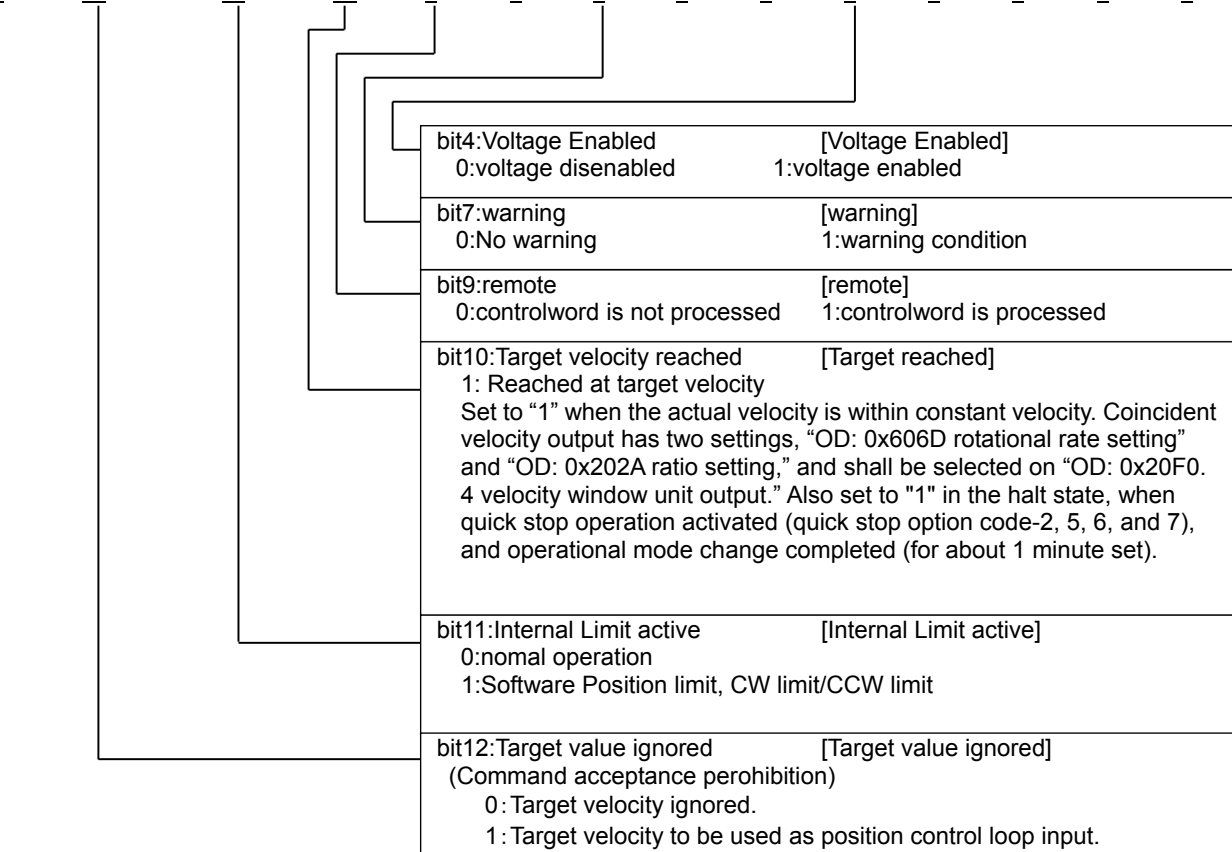 bit4:Voltage Enabled [Voltage Enabled]
0:voltage disenabled 1:voltage enabled
bit7:warning [warning]
0:No warning 1:warning condition
bit9:remote [remote]
0:controlword is not processed 1:controlword is processed
bit10:Target velocity reached [Target reached]
1: Reached at target velocity
Set to “1” when the actual velocity is within constant velocity. Coincident
velocity output has two settings, “OD: 0x606D rotational rate setting”
and “OD: 0x202A ratio setting,” and shall be selected on “OD: 0x20F0.
4 velocity window unit output.” Also set to "1" in the halt state, when
quick stop operation activated (quick stop option code-2, 5, 6, and 7),
and operational mode change completed (for about 1 minute set).
bit11:Internal Limit active [Internal Limit active]
0:nomal operation
1:Software Position limit, CW limit/CCW limit
bit12:Target value ignored [Target value ignored]
(Command acceptance perohibition)
0:Target velocity ignored.
1:Target velocity to be used as position control loop input.